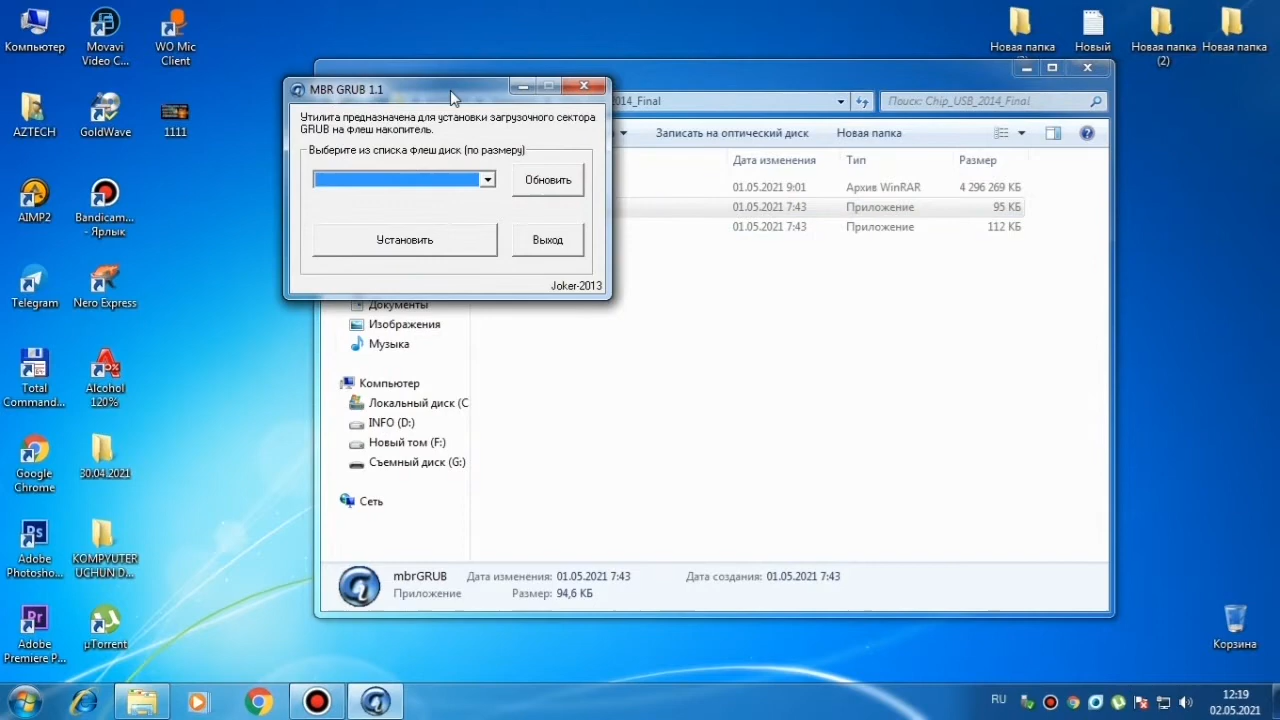 Компьютер
Movavi
Video C...
WO Mic
Client
AZTECH
GoldWave
1111
AIMP2
Bandicam...
- Ярлык
Telegram
Nero Express
Total
Command...
Alcohol
120%
Google
Chrome
30.04.2021
Adobe
Photosho...
KOMPYUTER
UCHUN D...
Adobe
Premiere P...
µTorrent
Новая папка
Новый
Новая папка
(2)
Новая папка
Корзина
MBR GRUB 1.1
Утилита предназначена для установки загрузочного сектора
GRUB на флеш накопитель.
Выберите из списка флеш диск (по размеру)
Обновить
Установить
Выход
Joker-2013
014_Final
Поиск: Chip_USB_2014_Final
Записать на оптический диск
Новая папка
Дата изменения
Тип
Размер
01.05.2021 9:01
Архив WinRAR
4 296 269 КБ
01.05.2021 7:43
Приложение
95 КБ
01.05.2021 7:43
Приложение
112 КБ
Документы
Изображения
Музыка
Компьютер
Локальный диск (C
INFO (D:)
Новый том (F:)
Съемный диск (G:)
Сеть
mbrGRUB
Дата изменения: 01.05.2021 7:43
Дата создания: 01.05.2021 7:43
Приложение
Размер: 94,6 КБ
RU
12:19
02.05.2021